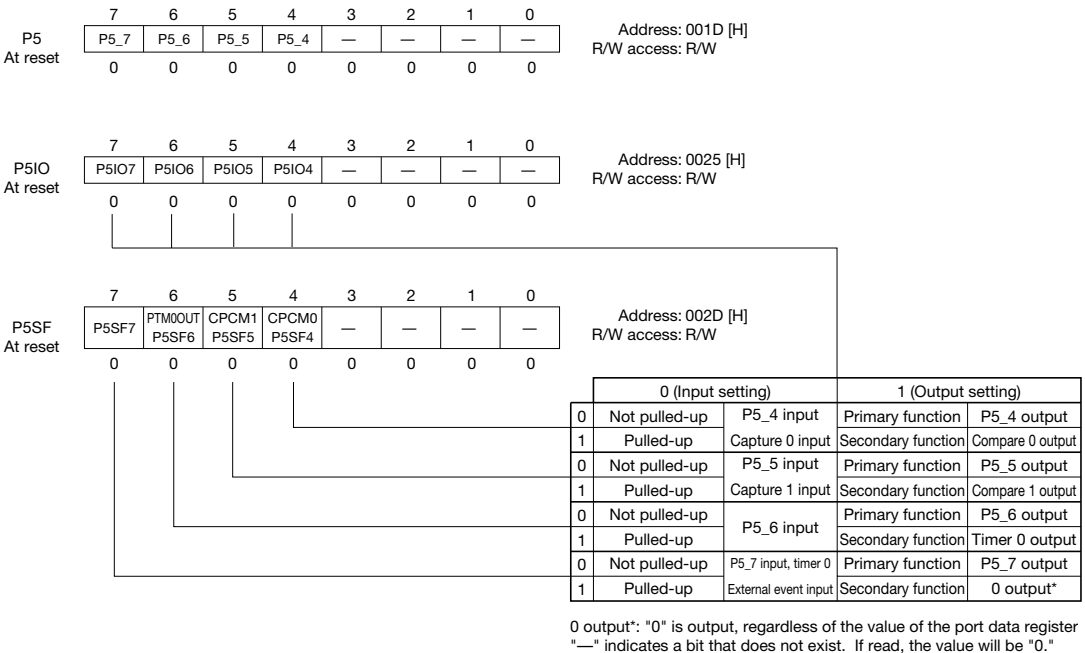 7 6 5 4 3 2 1 0
P5 P5_7 P5_6 P5_5 P5_4 — — — —
At reset 0 0 0 0 0 0 0 0
Address: 001D [H]
R/W access: R/W
7 6 5 4 3 2 1 0
P5IO P5IO7 P5IO6 P5IO5 P5IO4 — — — —
At reset 0 0 0 0 0 0 0 0
Address: 0025 [H]
R/W access: R/W
7 6 5 4 3 2 1 0
P5SF P5SF7 PTM0OUT P5SF6 CPCM1 P5SF5 CPCM0 P5SF4 — — — —
At reset 0 0 0 0 0 0 0 0
Address: 002D [H]
R/W access: R/W
0 (Input setting) 1 (Output setting)
0 Not pulled-up P5_4 input Primary function P5_4 output
1 Pulled-up Capture 0 input Secondary function Compare 0 output
0 Not pulled-up P5_5 input Primary function P5_5 output
1 Pulled-up Capture 1 input Secondary function Compare 1 output
0 Not pulled-up P5_6 input Primary function P5_6 output
1 Pulled-up Secondary function Timer 0 output
0 Not pulled-up P5_7 input, timer 0 Primary function P5_7 output
1 Pulled-up External event input Secondary function 0 output*
0 output*: "0" is output, regardless of the value of the port data register
"—" indicates a bit that does not exist. If read, the value will be "0."